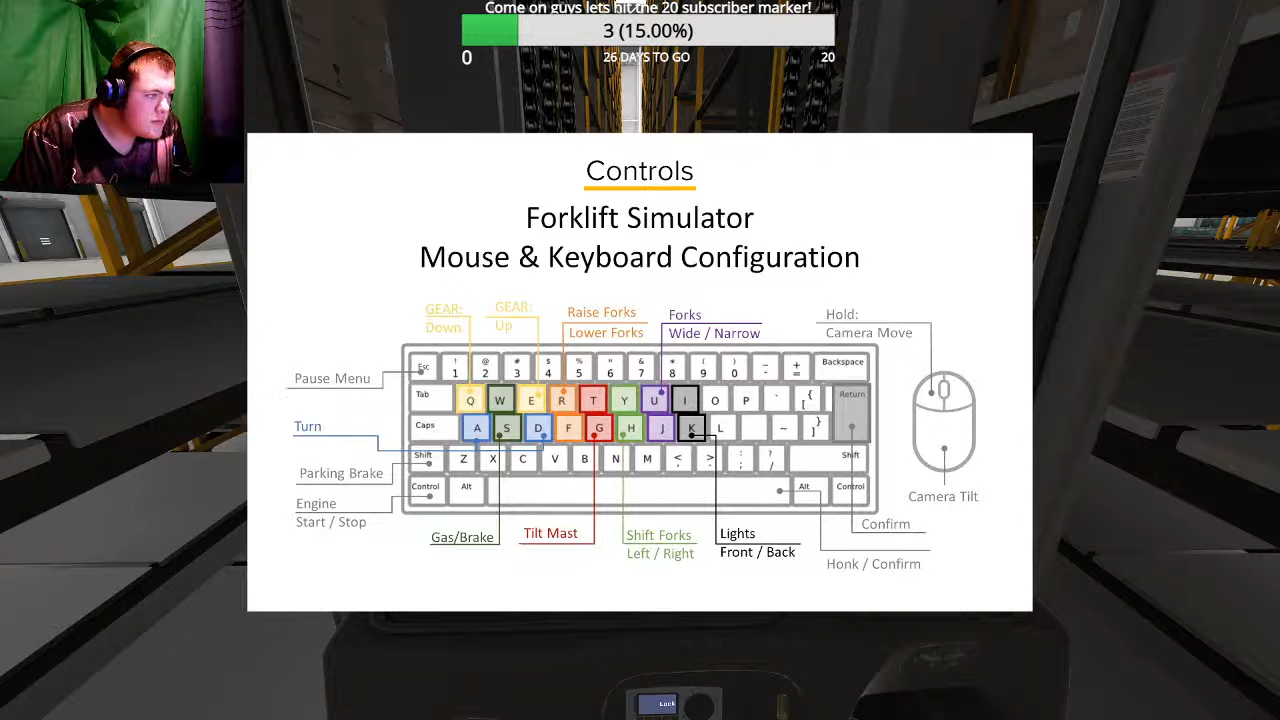 Come on guys lets hit the 20 subscriber marker!
3 (15.00%)
0 26 DAYS TO GO 20
Controls
Forklift Simulator
Mouse & Keyboard Configuration
GEAR: Down
GEAR: Up
Raise Forks
Lower Forks
Forks
Wide / Narrow
Hold:
Camera Move
Pause Menu
Turn
Parking Brake
Engine
Start / Stop
Esc ! 1 @ 2 # 3 $ 4 % 5 " 6 & 7 * 8 ( 9 ) 0 - - + = Backspace
Tab Q W E R T Y U I O P ` { [ Return
Caps A S D F G H J K L ~ } ]
Shift Z X C V B N M < , > . : ; ? / Shift
Control Alt Alt Control
Gas/Brake
Tilt Mast
Shift Forks
Left / Right
Lights
Front / Back
Confirm
Honk / Confirm
Camera Tilt